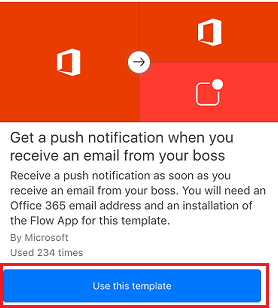 Get a push notification when you
receive an email from your boss
Receive a push notification as soon as you
receive an email from your boss. You will need an
Office 365 email address and an installation of
the Flow App for this template.
By Microsoft
Used 234 times
Use this template